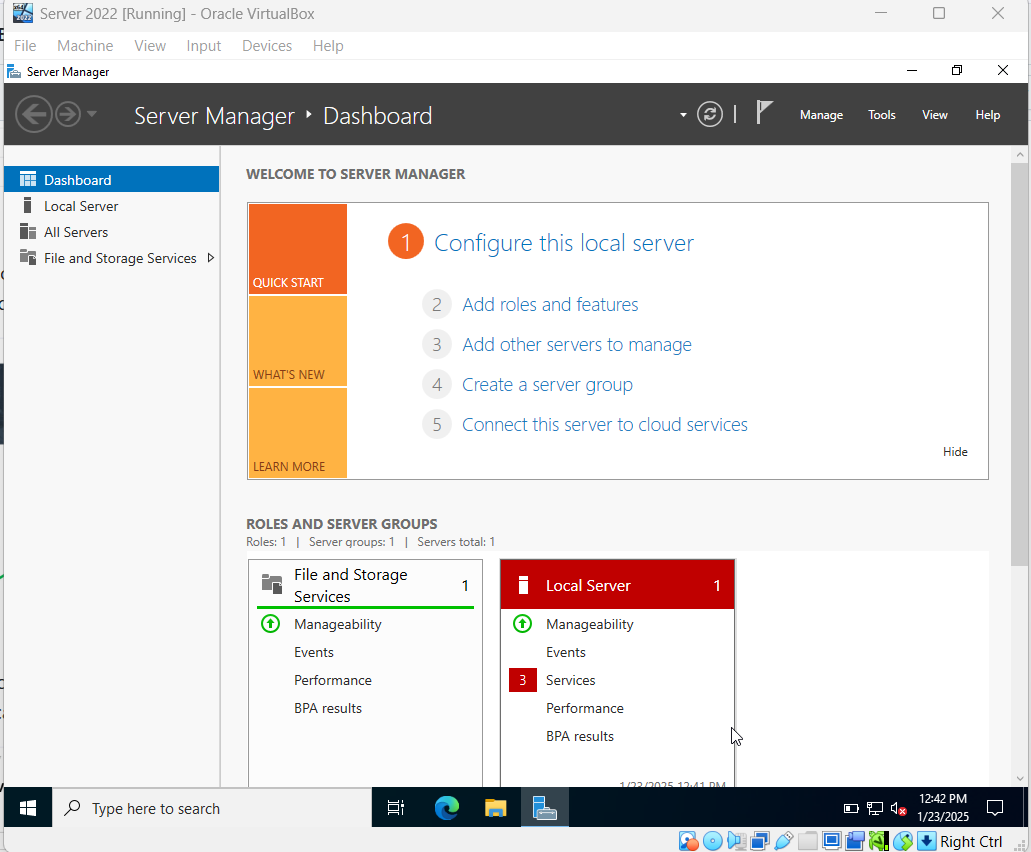 Server 2022 [Running] - Oracle VirtualBox
File Machine View Input Devices Help
Server Manager
Server Manager Dashboard
Manage Tools View Help
Dashboard
Local Server
All Servers
File and Storage Services
WELCOME TO SERVER MANAGER
QUICK START
WHAT'S NEW
LEARN MORE
1 Configure this local server
2 Add roles and features
3 Add other servers to manage
4 Create a server group
5 Connect this server to cloud services
Hide
ROLES AND SERVER GROUPS
Roles: 1 | Server groups: 1 | Servers total: 1
File and Storage
Services
1
Manageability
Events
Performance
BPA results
Local Server 1
Manageability
Events
3 Services
Performance
BPA results
1/23/2025 12:41 PM
Type here to search
12:42 PM
1/23/2025
Right Ctrl